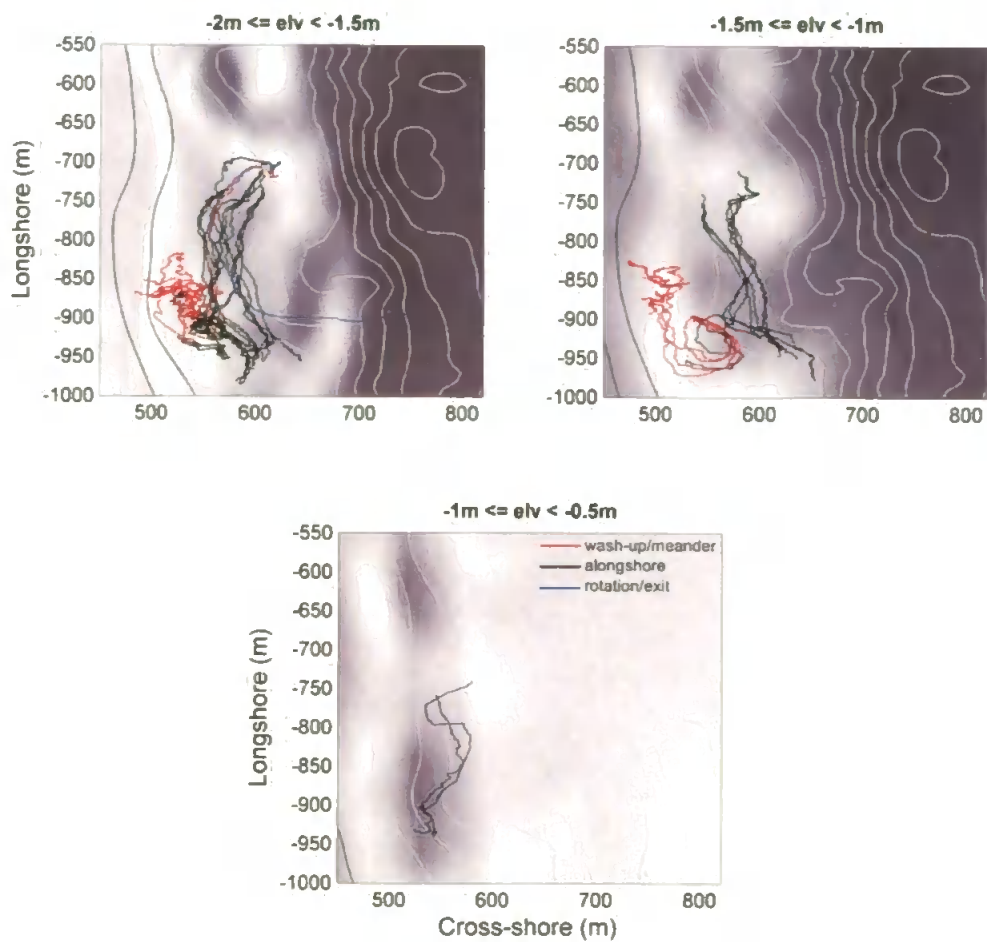 -2m <= elv < -1.5m
-550
-600
-650
-700
-750
-800
-850
-900
-950
-1000
Longshore (m)
500 600 700 800
-1.5m <= elv < -1m
-550
-600
-650
-700
-750
-800
-850
-900
-950
-1000
500 600 700 800
-1m <= elv < -0.5m
-550
-600
-650
-700
-750
-800
-850
-900
-950
-1000
Longshore (m)
wash-up/meander
alongshore
rotation/exit
500 600 700 800
Cross-shore (m)